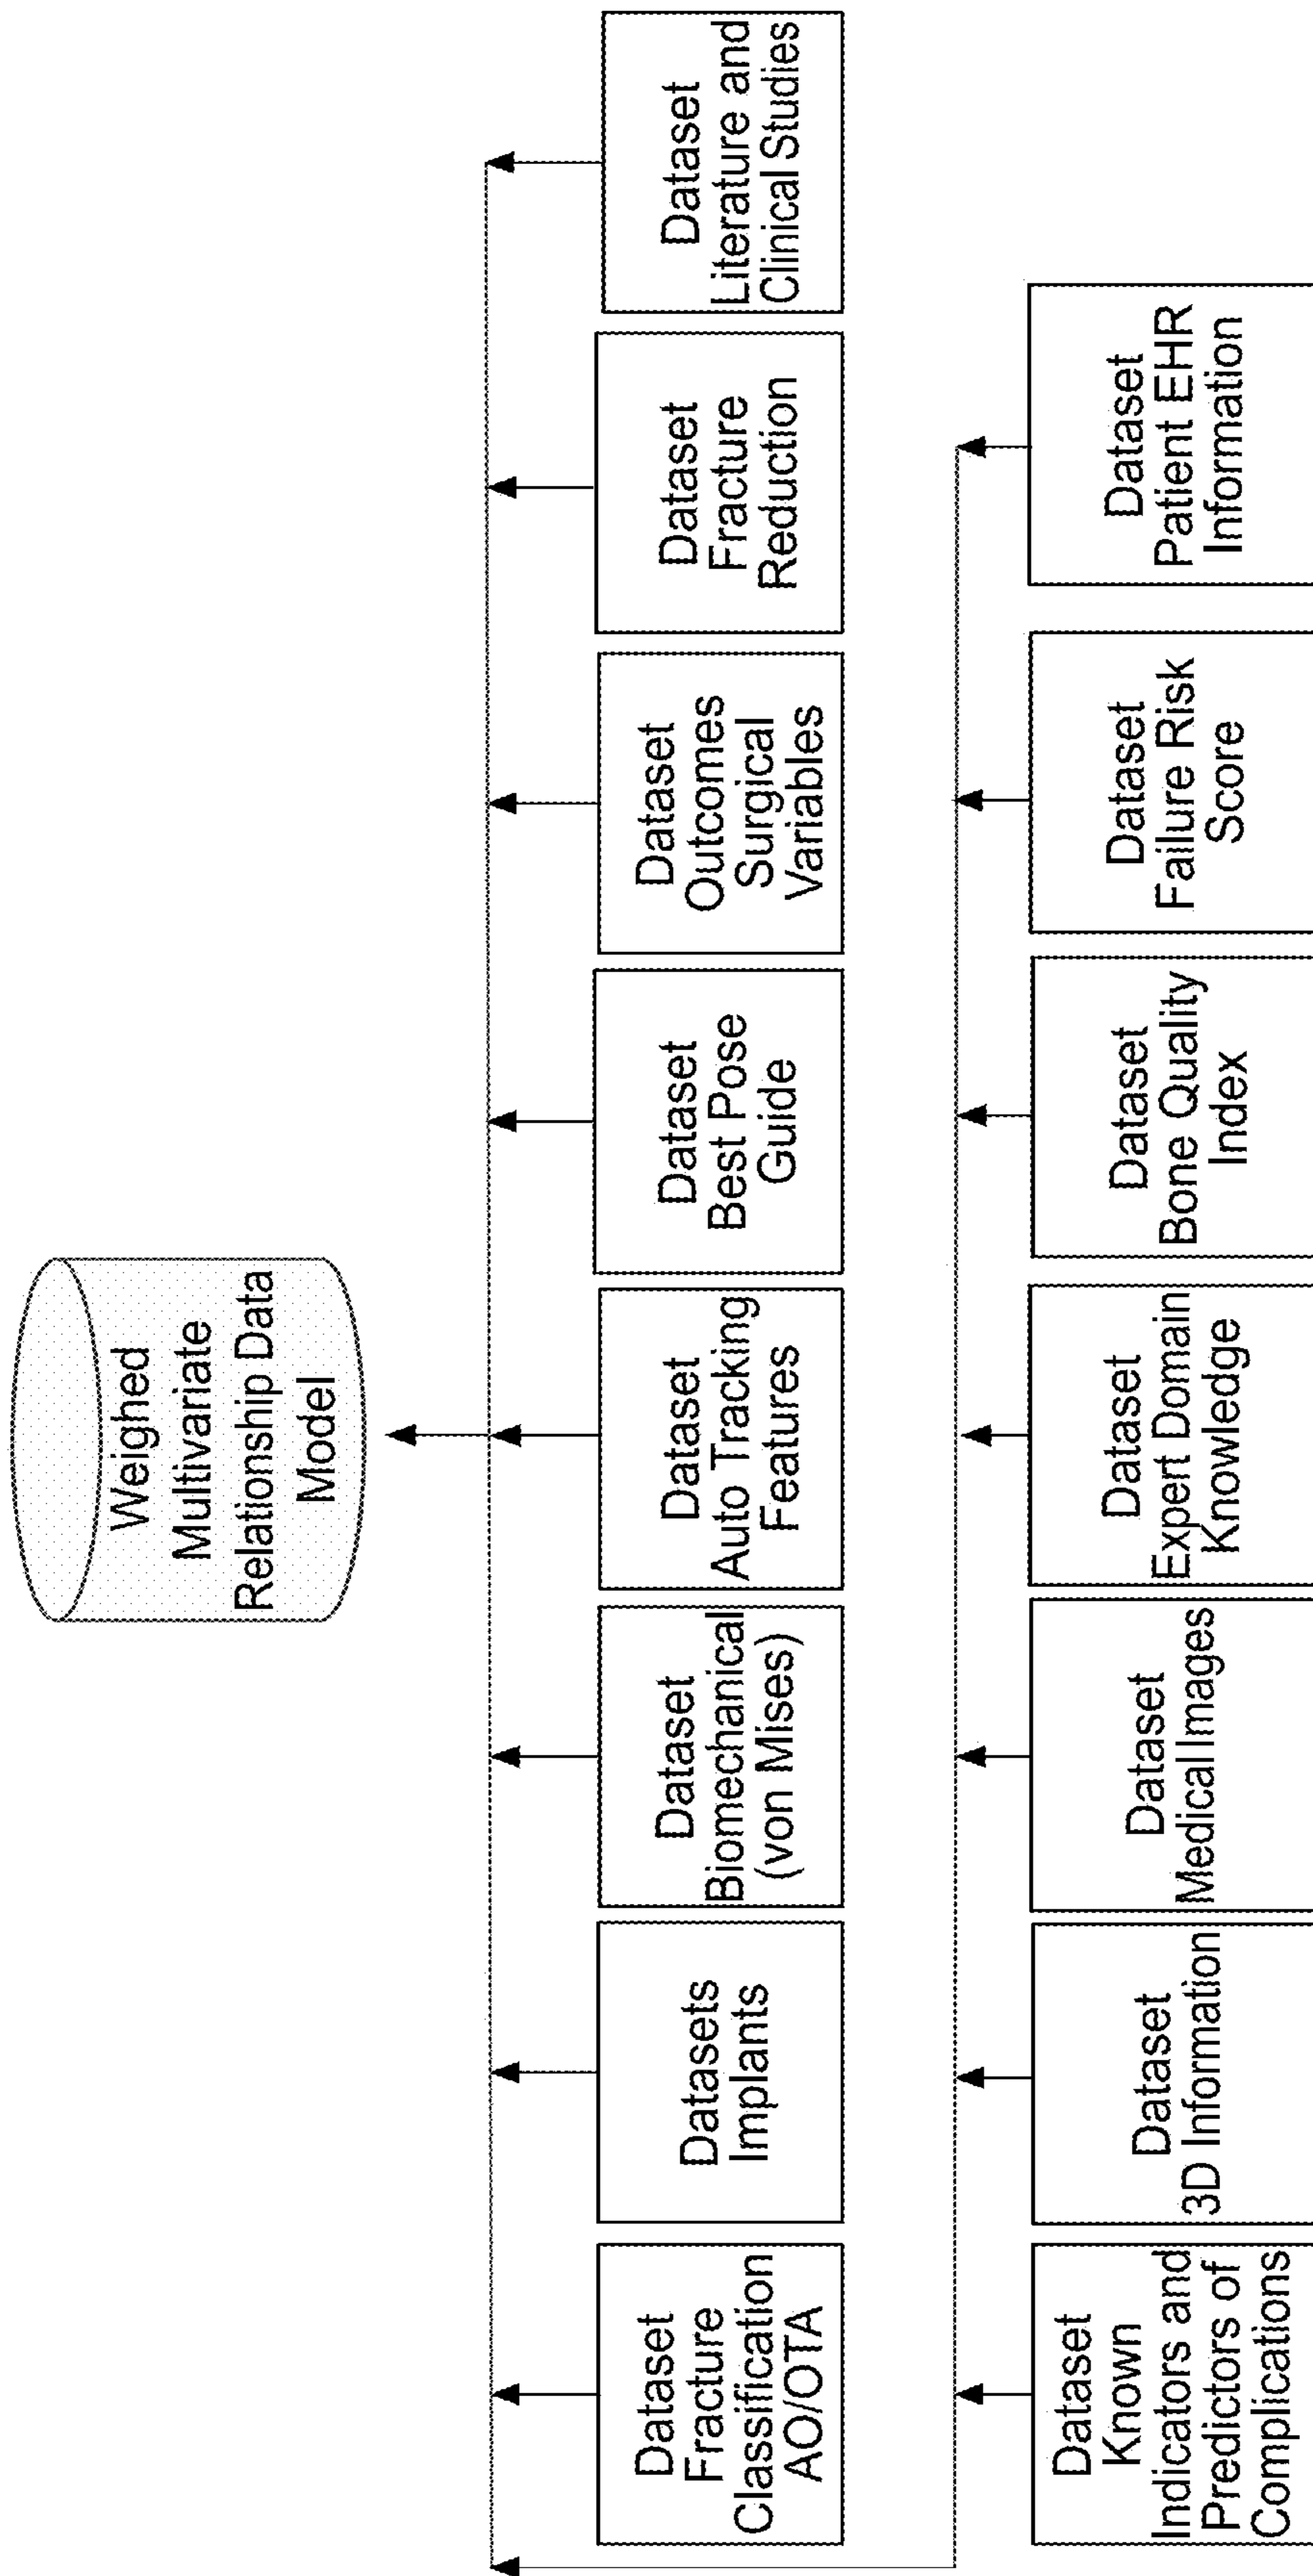 Weighed
Multivariate
Relationship Data
Model
Dataset
Fracture
Classification
AO/OTA
Datasets
Implants
Dataset
Biomechanical
(von Mises)
Dataset
Auto Tracking
Features
Dataset
Best Pose
Guide
Dataset
Outcomes
Surgical
Variables
Dataset
Fracture
Reduction
Dataset
Literature and
Clinical Studies
Dataset
Known
Indicators and
Predictors of
Complications
Dataset
3D Information
Dataset
Medical Images
Dataset
Expert Domain
Knowledge
Dataset
Bone Quality
Index
Dataset
Failure Risk
Score
Dataset
Patient EHR
Information